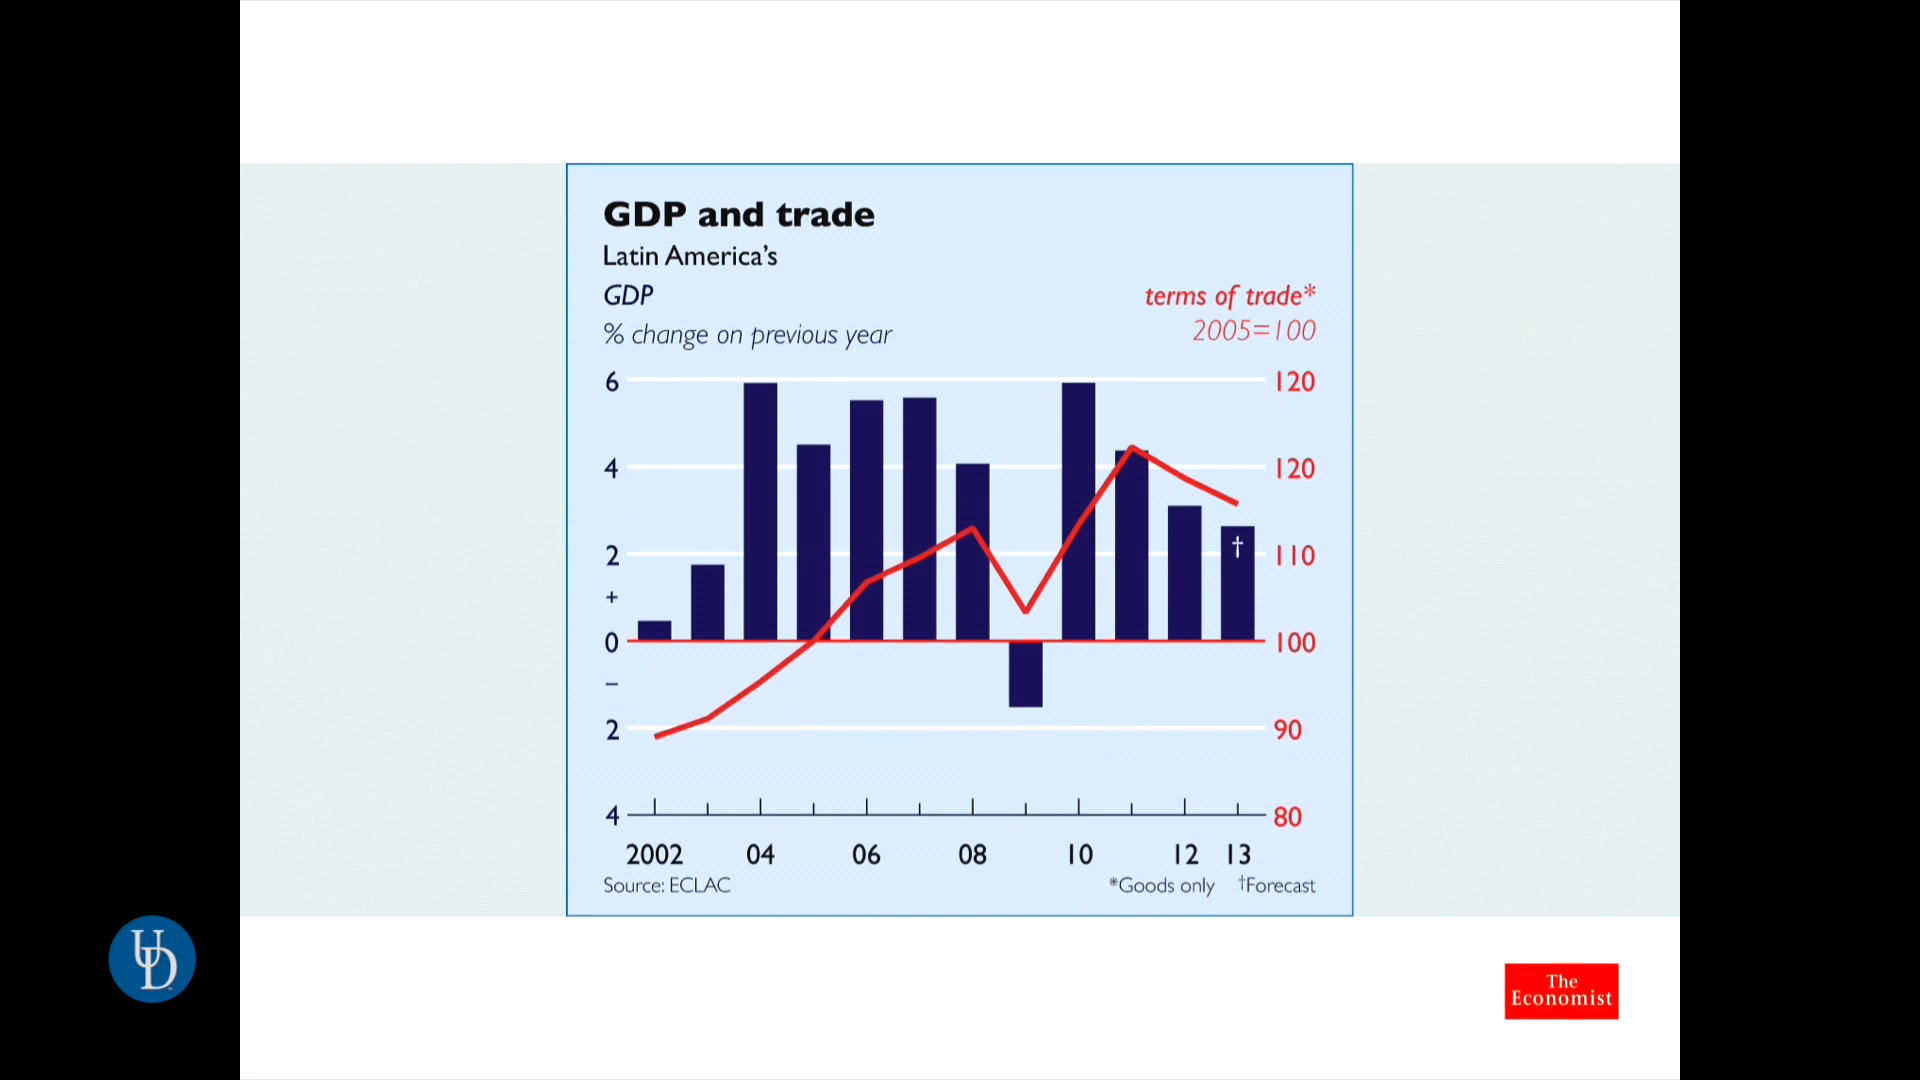 GDP and trade
Latin America's
GDP
% change on previous year
terms of trade*
2005=100
6
4
2
+
0
–
2
4
120
120
110
100
90
80
2002 04 06 08 10 12 13
Source: ECLAC
*Goods only †Forecast
†
UD
The
Economist